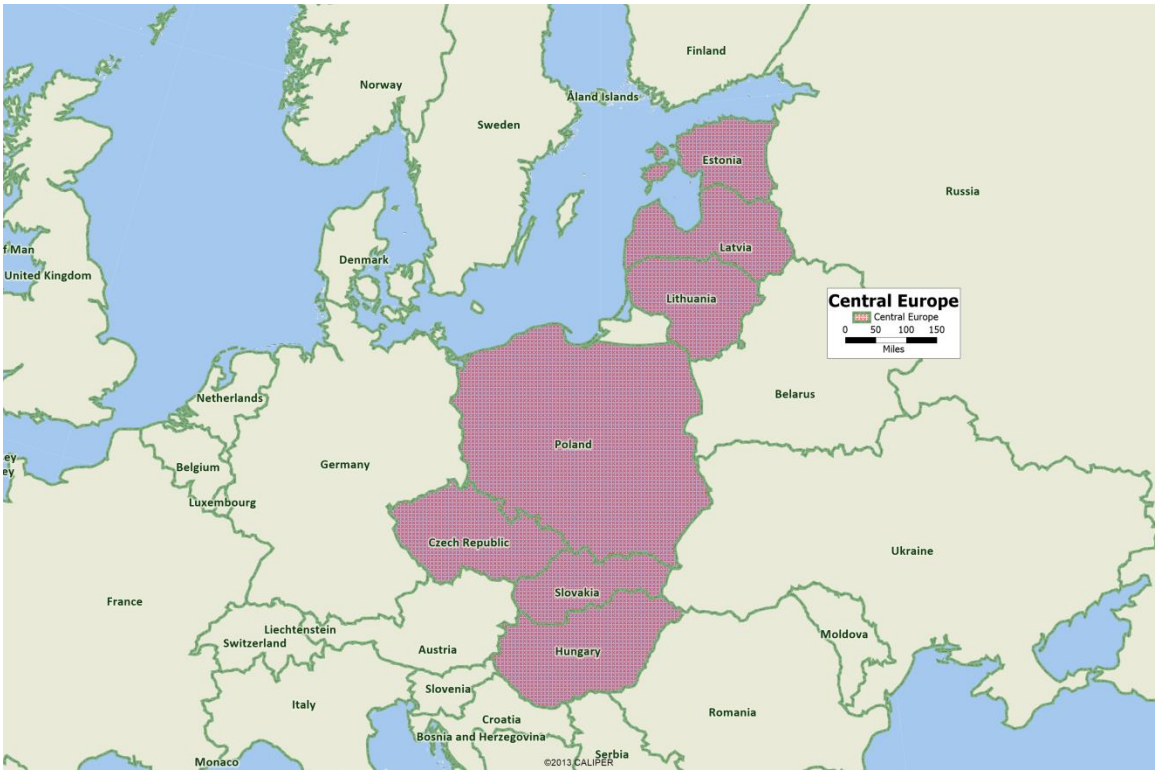 Finland
Norway
Åland Islands
Sweden
Estonia
Russia
Latvia
f Man
Denmark
United Kingdom
Lithuania
Central Europe
Central Europe
0 50 100 150
Miles
Netherlands
Belarus
Poland
ey
ey
Belgium
Germany
Luxembourg
Czech Republic
Ukraine
Slovakia
France
Liechtenstein
Switzerland
Moldova
Austria
Hungary
Slovenia
Italy
Romania
Croatia
Bosnia and Herzegovina
Serbia
Monaco
©2013 CALIPER